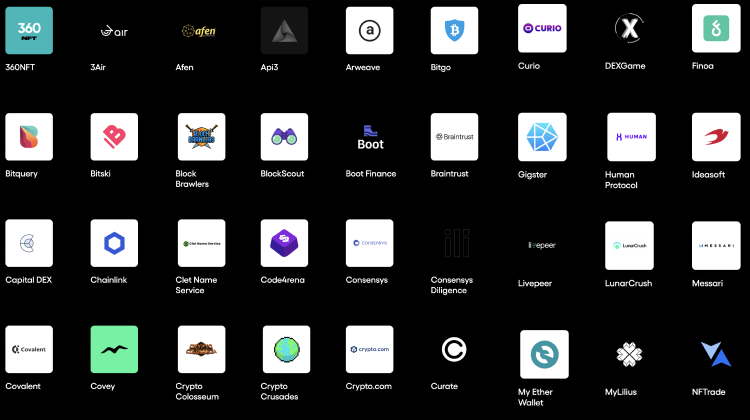 360
NFT
3air
afen
CURIO
X
360NFT
3Air
Afen
Api3
Arweave
Bitgo
Curio
DEXGame
Finoa
BLOCK
BRAWLERS
Boot
Braintrust
HUMAN
Bitquery
Bitski
Block
Brawlers
BlockScout
Boot Finance
Braintrust
Gigster
Human
Protocol
Ideasoft
Clet Name Service
CONSENSYS
livepeer
LunarCrush
MESSARI
Capital DEX
Chainlink
Clet Name
Service
Code4rena
Consensys
Consensys
Diligence
Livepeer
LunarCrush
Messari
Covalent
crypto.com
Covalent
Covey
Crypto
Colosseum
Crypto
Crusades
Crypto.com
Curate
My Ether
Wallet
MyLilius
NFTrade